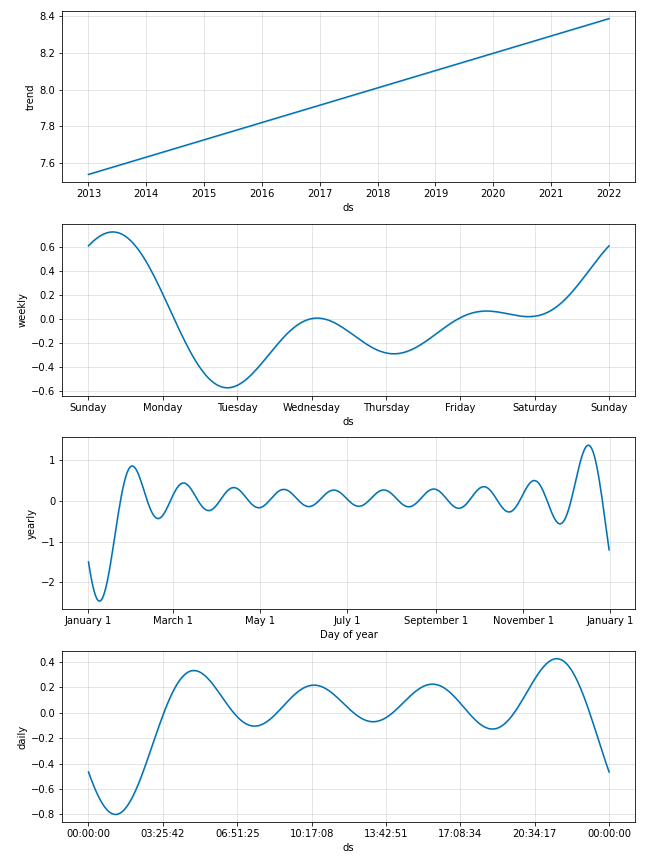 8.4
8.2
8.0
7.8
7.6
trend
2013 2014 2015 2016 2017 2018 2019 2020 2021 2022
ds
0.6
0.4
0.2
0.0
−0.2
−0.4
−0.6
weekly
Sunday Monday Tuesday Wednesday Thursday Friday Saturday Sunday
ds
1
0
−1
−2
yearly
January 1 March 1 May 1 July 1 September 1 November 1 January 1
Day of year
0.4
0.2
0.0
−0.2
−0.4
−0.6
−0.8
daily
00:00:00 03:25:42 06:51:25 10:17:08 13:42:51 17:08:34 20:34:17 00:00:00
ds